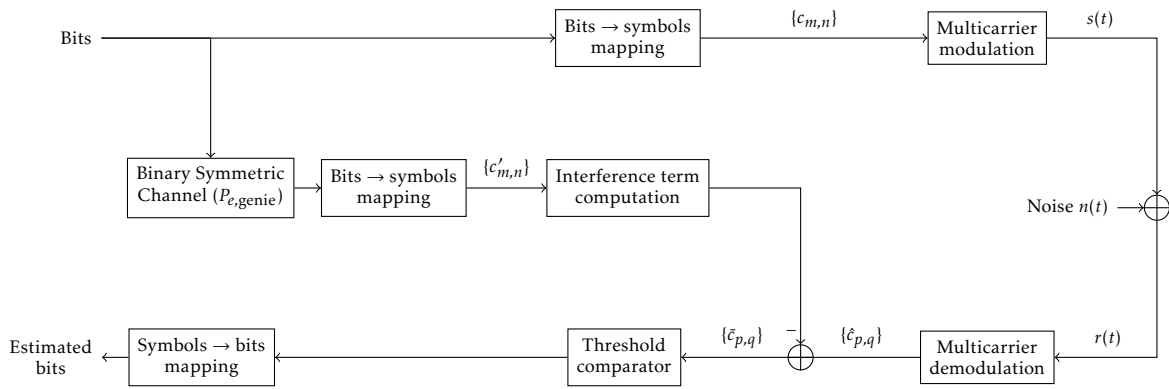 Bits
Bits → symbols
mapping
{c_{m,n}}
Multicarrier
modulation
s(t)
Binary Symmetric
Channel (P_{e,genie})
Bits → symbols
mapping
{c'_{m,n}}
Interference term
computation
Noise n(t)
Estimated
bits
Symbols → bits
mapping
Threshold
comparator
{c̄_{p,q}}
−
{ĉ_{p,q}}
Multicarrier
demodulation
r(t)